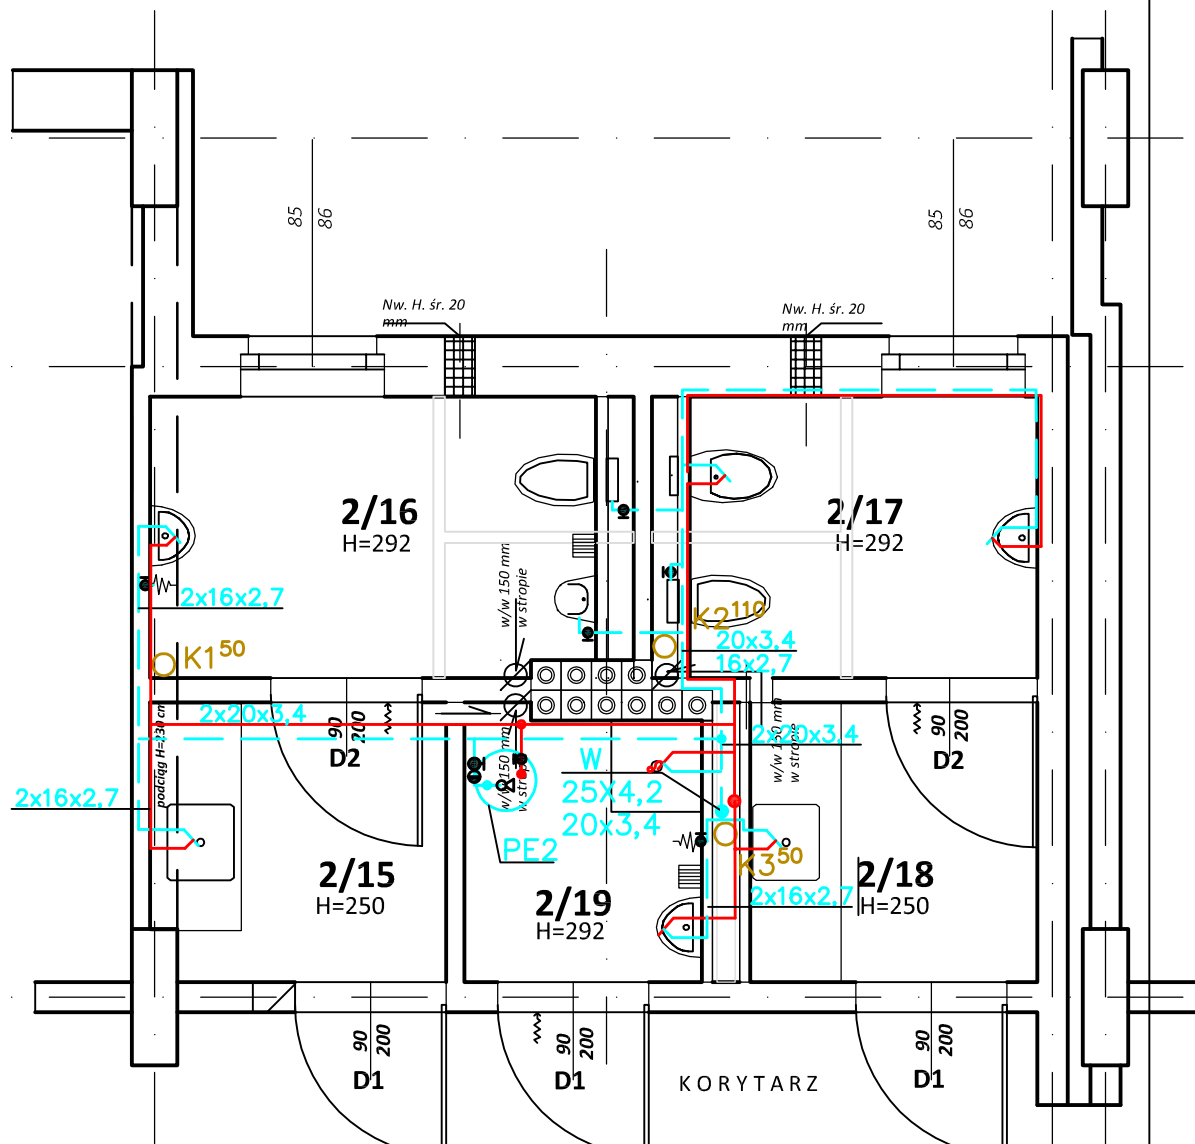 85
86
85
86
Nw. H. śr. 20
mm
Nw. H. śr. 20
mm
2/16
H=292
2/17
H=292
w/w 150 mm
w stropie
2x16x2,7
K1⁵⁰
K2¹¹⁰
20x3,4
16x2,7
2x20x3,4
podciąg H=230 cm
90
200
D2
w/w 150 mm
w stropie
W
25X4,2
20x3,4
2x20x3,4
w/w 150 mm
w stropie
90
200
D2
2x16x2,7
PE2
K3⁵⁰
2/15
H=250
2/19
H=292
2/18
H=250
2x16x2,7
90
200
D1
90
200
D1
90
200
D1
KORYTARZ